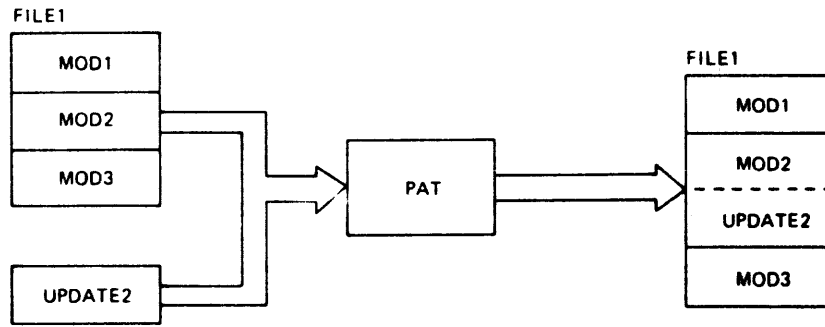 FILE1
MOD1
MOD2
MOD3
UPDATE2
PAT
FILE1
MOD1
MOD2
UPDATE2
MOD3